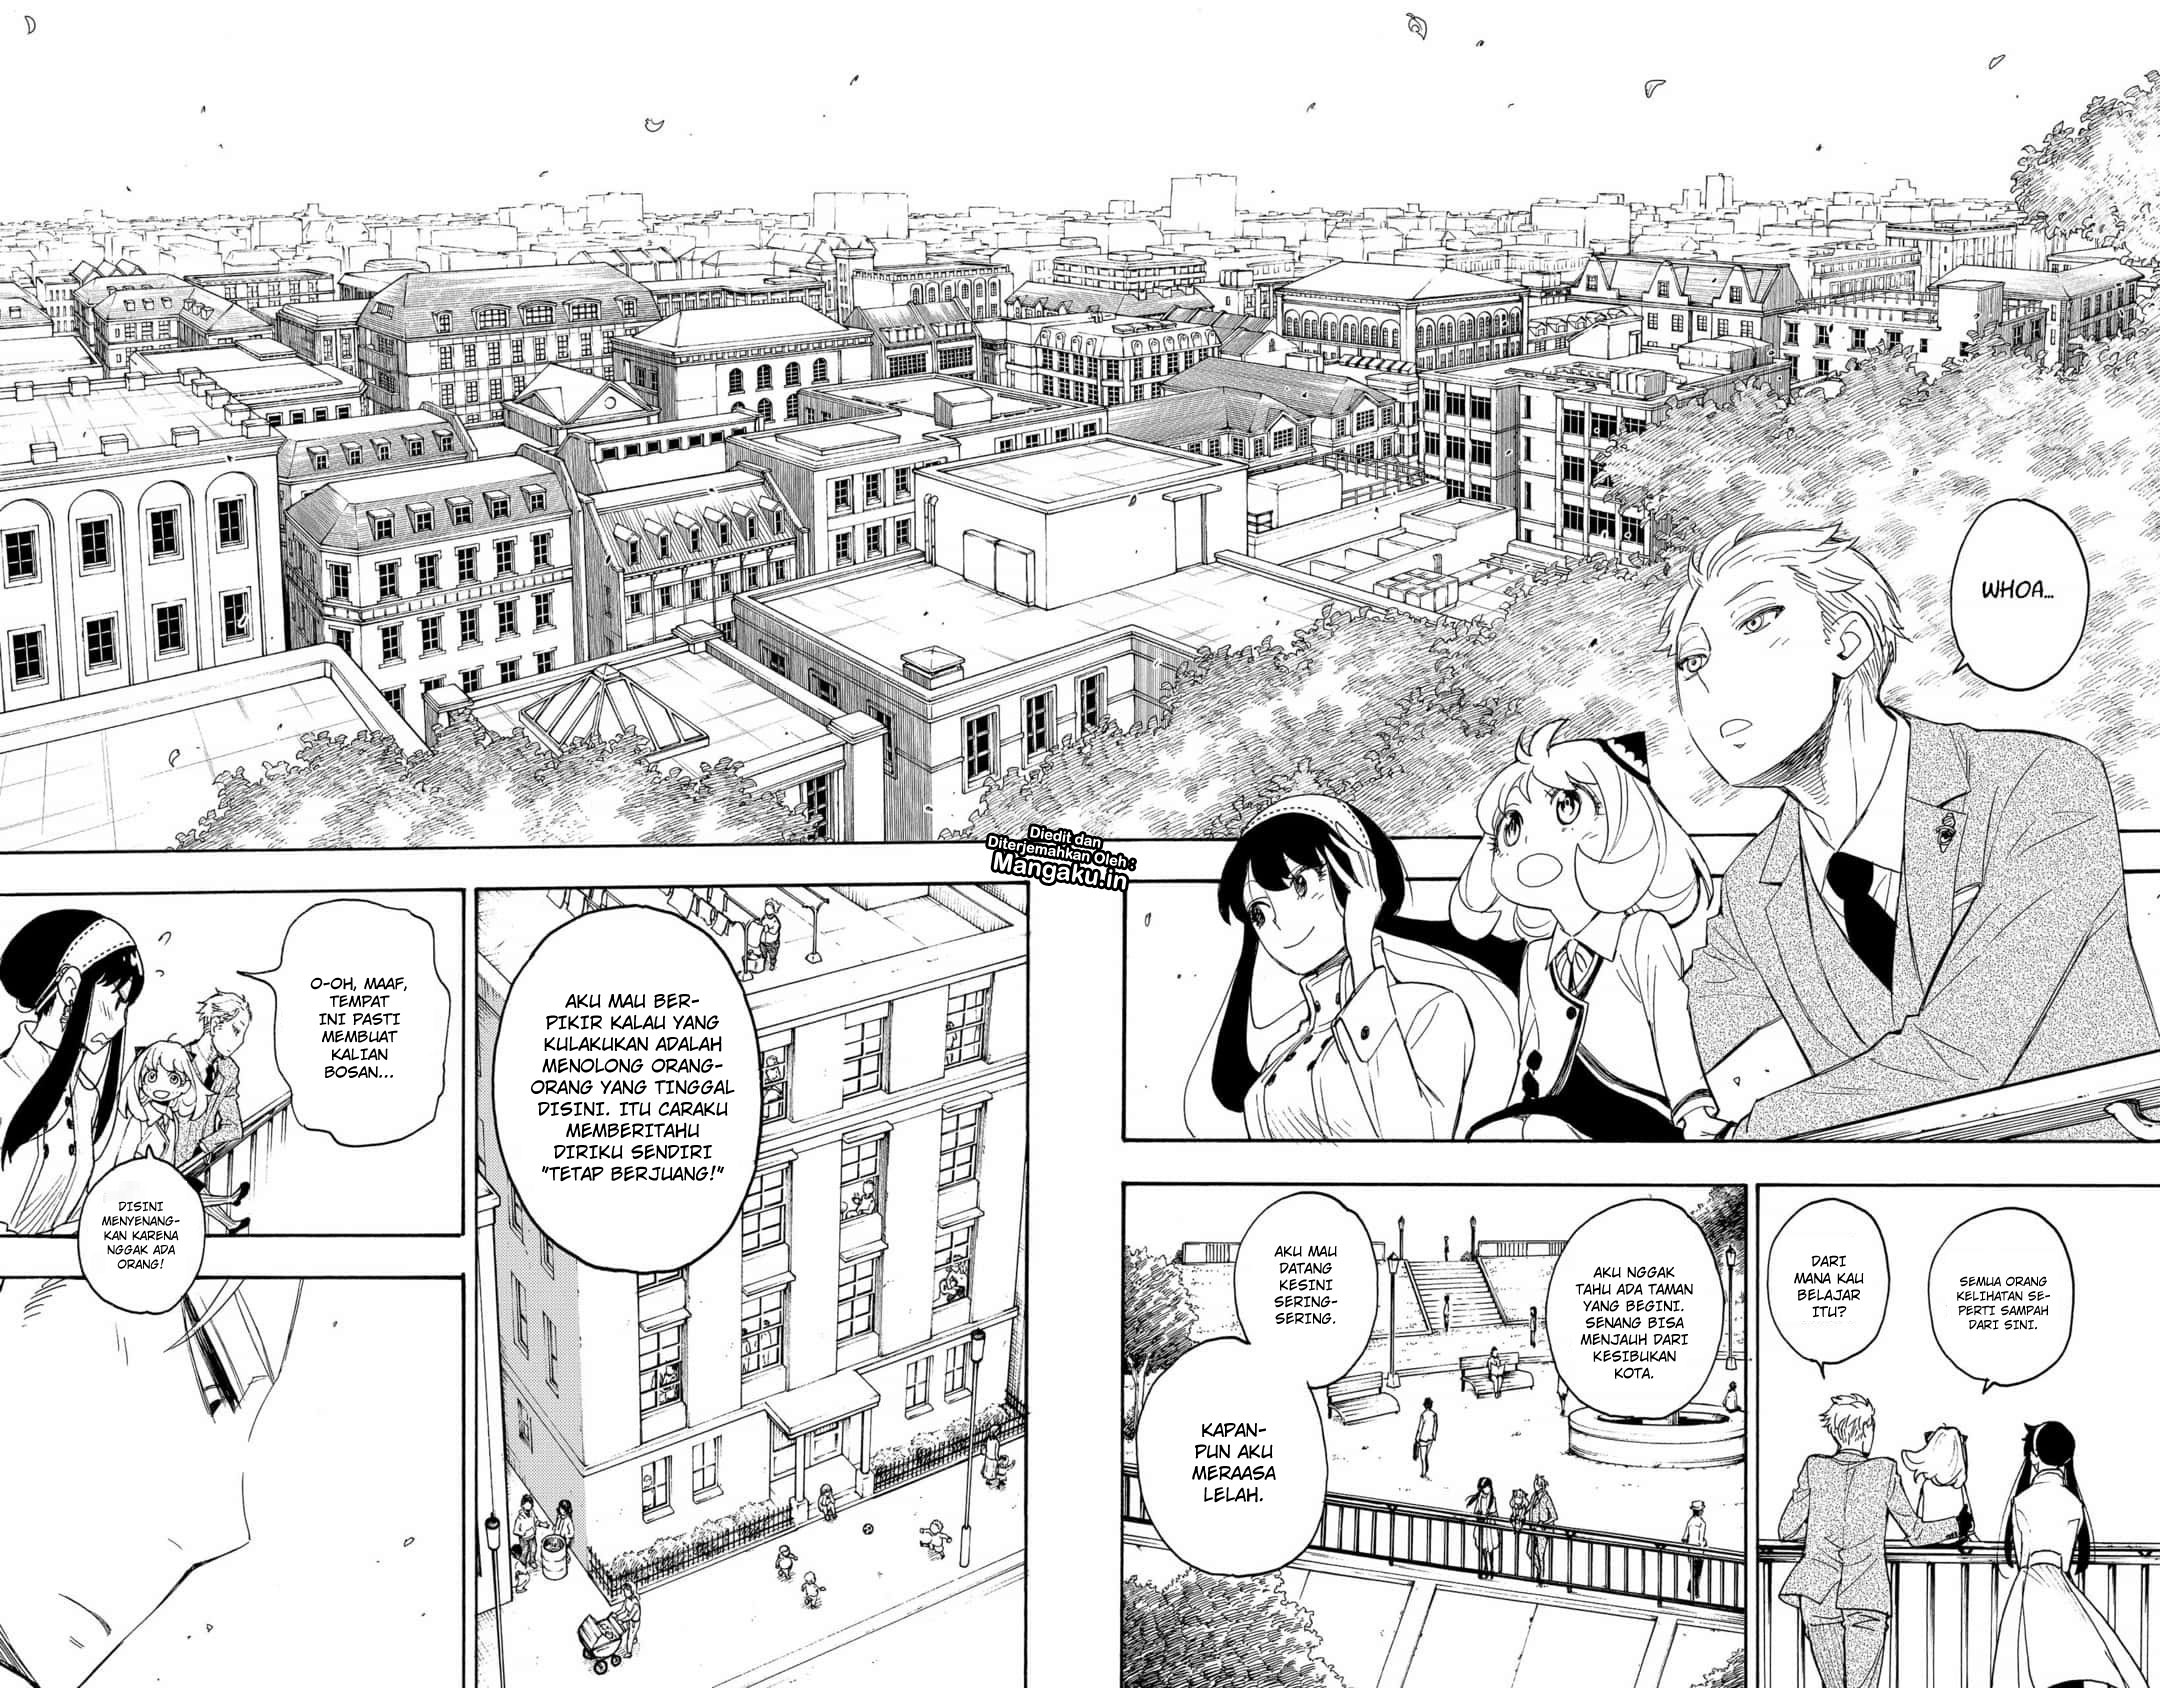 WHOA...
Diedit dan
Diterjemahkan Oleh :
Mangaku.in
SEMUA ORANG
KELIHATAN SE-
PERTI SAMPAH
DARI SINI.
DARI
MANA KAU
BELAJAR
ITU?
AKU NGGAK
TAHU ADA TAMAN
YANG BEGINI.
SENANG BISA
MENJAUH DARI
KESIBUKAN
KOTA.
AKU MAU
DATANG
KESINI
SERING-
SERING.
KAPAN-
PUN AKU
MERAASA
LELAH.
AKU MAU BER-
PIKIR KALAU YANG
KULAKUKAN ADALAH
MENOLONG ORANG-
ORANG YANG TINGGAL
DISINI. ITU CARAKU
MEMBERITAHU
DIRIKU SENDIRI
"TETAP BERJUANG!"
O-OH, MAAF,
TEMPAT
INI PASTI
MEMBUAT
KALIAN
BOSAN...
DISINI
MENYENANG-
KAN KARENA
NGGAK ADA
ORANG!